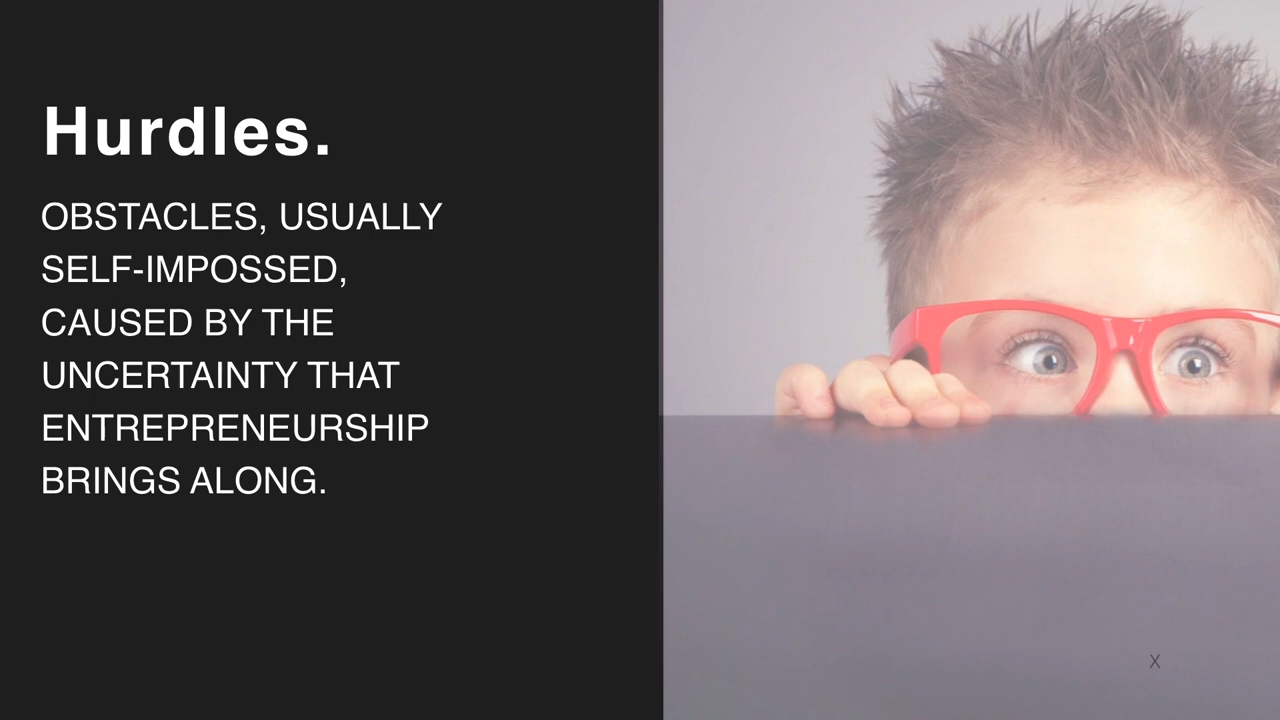 Hurdles.
OBSTACLES, USUALLY
SELF-IMPOSSED,
CAUSED BY THE
UNCERTAINTY THAT
ENTREPRENEURSHIP
BRINGS ALONG.
X